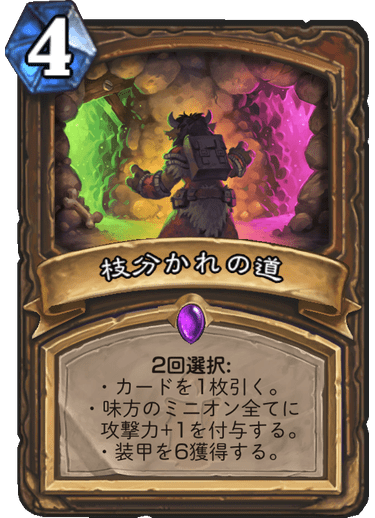 4
枝分かれの道
2回選択:
・カードを1枚引く。
・味方のミニオン全てに
攻撃力+1を付与する。
・装甲を6獲得する。